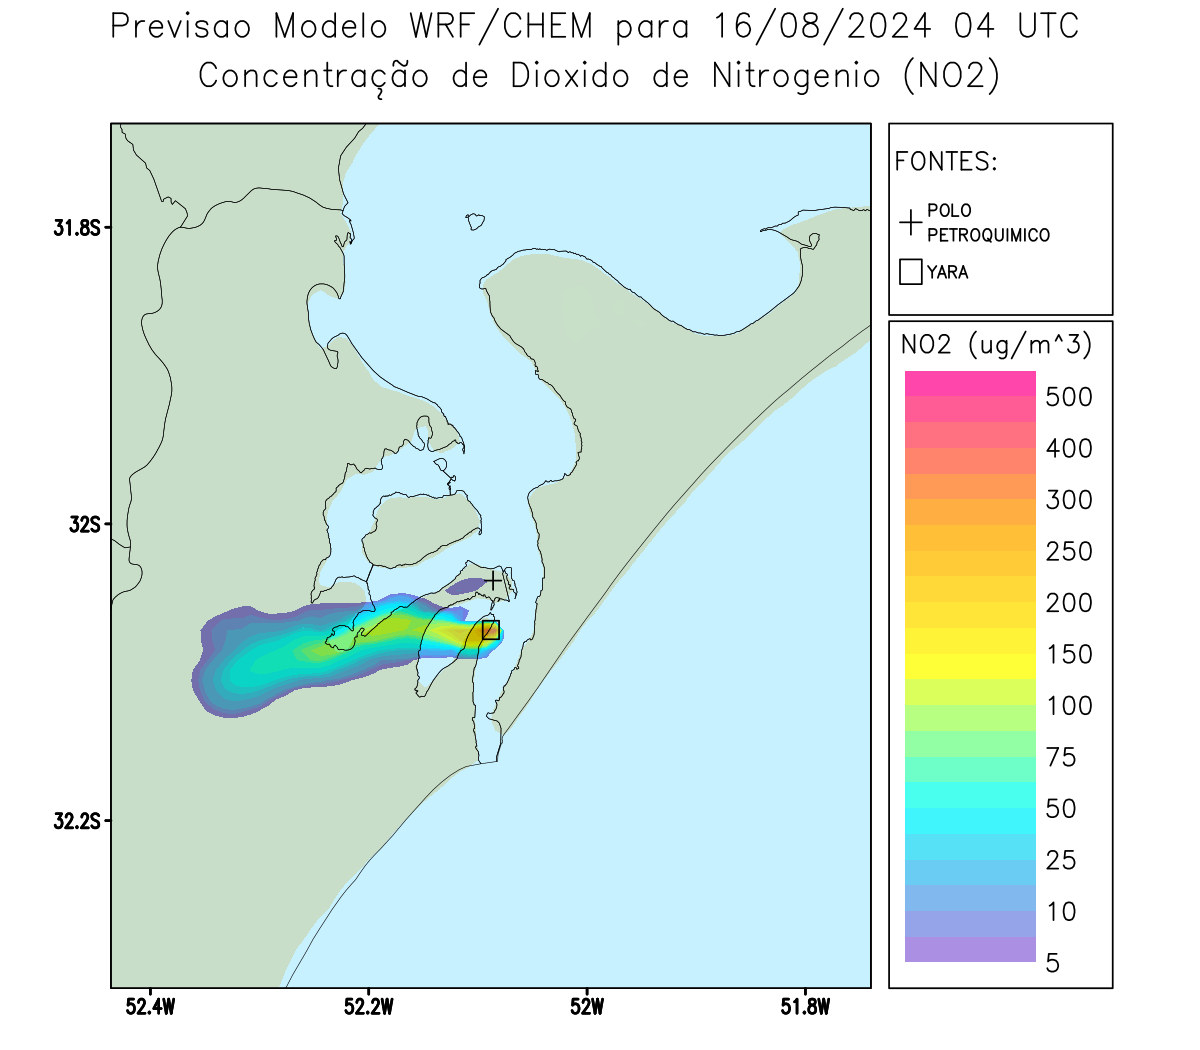 Previsao Modelo WRF/CHEM para 16/08/2024 04 UTC
Concentração de Dioxido de Nitrogenio (NO2)
FONTES:
POLO
PETROQUIMICO
YARA
31.8S
32S
32.2S
52.4W
52.2W
52W
51.8W
NO2 (ug/m^3)
500
400
300
250
200
150
100
75
50
25
10
5